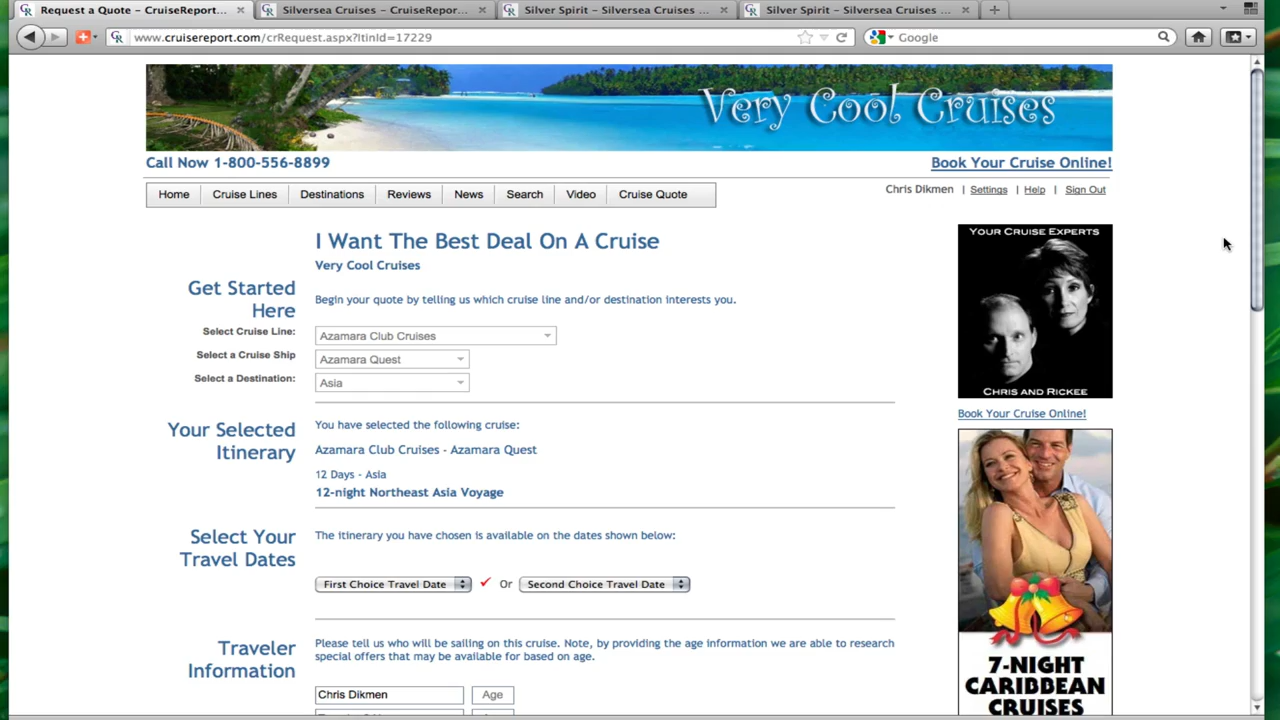 Request a Quote – CruiseReport...
Silversea Cruises – CruiseRepor...
Silver Spirit – Silversea Cruises ...
Silver Spirit – Silversea Cruises ...
www.cruisereport.com/crRequest.aspx?ItinId=17229
Google
Very Cool Cruises
Call Now 1-800-556-8899
Book Your Cruise Online!
Home
Cruise Lines
Destinations
Reviews
News
Search
Video
Cruise Quote
Chris Dikmen | Settings | Help | Sign Out
I Want The Best Deal On A Cruise
Very Cool Cruises
Get Started
Here
Begin your quote by telling us which cruise line and/or destination interests you.
Select Cruise Line:
Azamara Club Cruises
Select a Cruise Ship
Azamara Quest
Select a Destination:
Asia
Your Selected
Itinerary
You have selected the following cruise:
Azamara Club Cruises - Azamara Quest
12 Days - Asia
12-night Northeast Asia Voyage
Select Your
Travel Dates
The itinerary you have chosen is available on the dates shown below:
First Choice Travel Date
Or
Second Choice Travel Date
Traveler
Information
Please tell us who will be sailing on this cruise. Note, by providing the age information we are able to research
special offers that may be available for based on age.
Chris Dikmen
Age
YOUR CRUISE EXPERTS
CHRIS AND RICKEE
Book Your Cruise Online!
7-NIGHT
CARIBBEAN
CRUISES